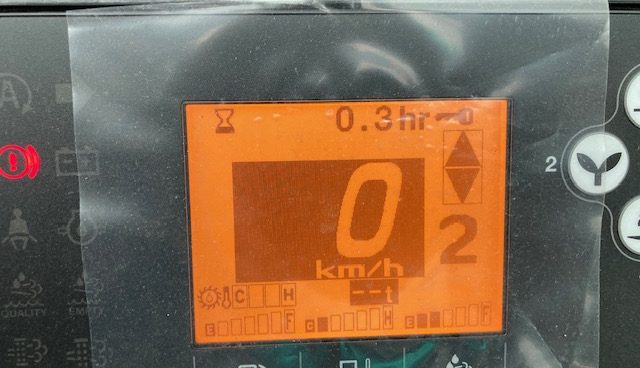 0.3hr
A
0
2
km/h
2
C H
--t
E F C H E F
QUALITY